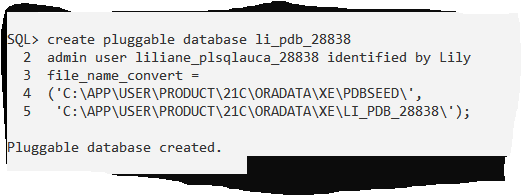 SQL> create pluggable database li_pdb_28838
2 admin user liliane_plsqlauca_28838 identified by Lily
3 file_name_convert =
4 ('C:\APP\USER\PRODUCT\21C\ORADATA\XE\PDBSEED\',
5 'C:\APP\USER\PRODUCT\21C\ORADATA\XE\LI_PDB_28838\');
Pluggable database created.